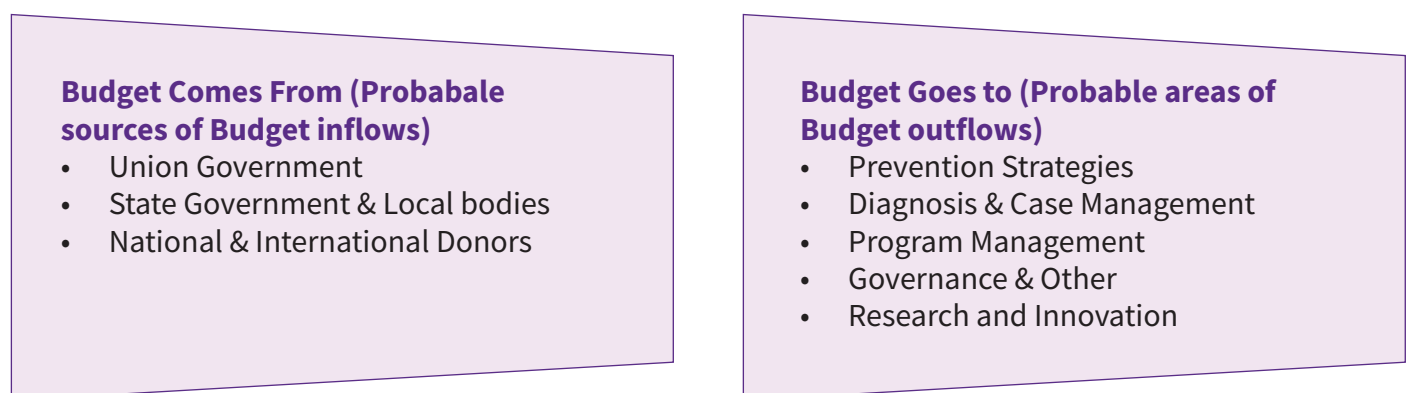 Budget Comes From (Probabale
sources of Budget inflows)
• Union Government
• State Government & Local bodies
• National & International Donors
Budget Goes to (Probable areas of
Budget outflows)
• Prevention Strategies
• Diagnosis & Case Management
• Program Management
• Governance & Other
• Research and Innovation